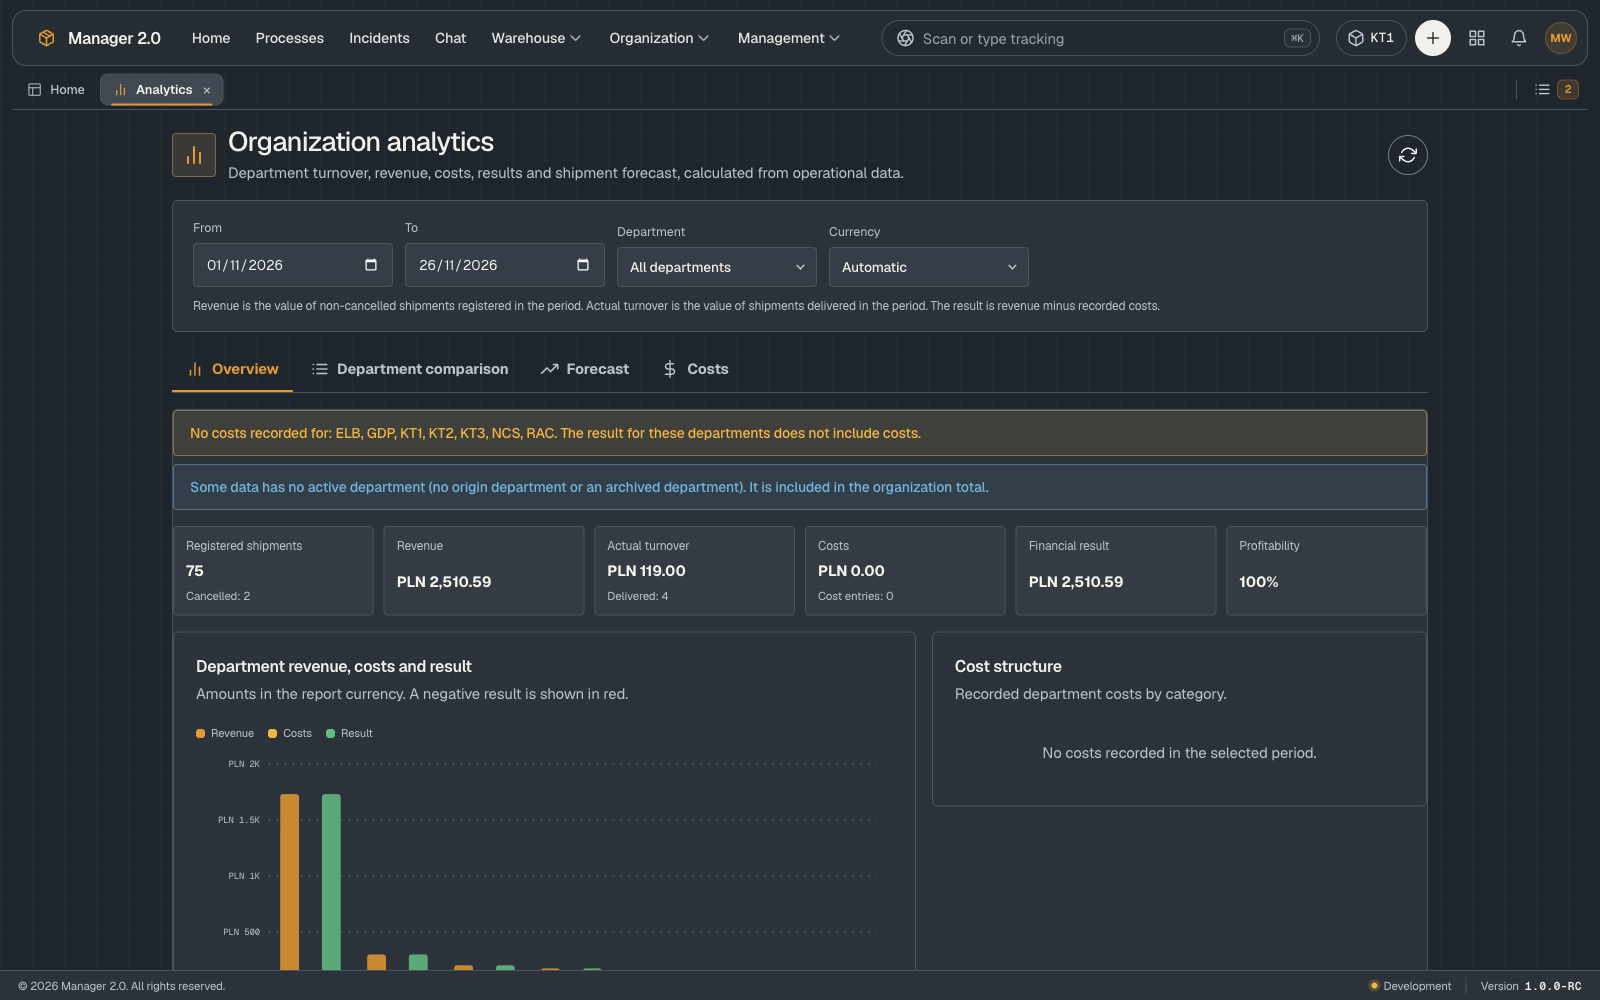 Manager 2.0
Home
Processes
Incidents
Chat
Warehouse
Organization
Management
Scan or type tracking
⌘K
KT1
MW
Home
Analytics
2
Organization analytics
Department turnover, revenue, costs, results and shipment forecast, calculated from operational data.
From
To
Department
Currency
01/11/2026
26/11/2026
All departments
Automatic
Revenue is the value of non-cancelled shipments registered in the period. Actual turnover is the value of shipments delivered in the period. The result is revenue minus recorded costs.
Overview
Department comparison
Forecast
Costs
No costs recorded for: ELB, GDP, KT1, KT2, KT3, NCS, RAC. The result for these departments does not include costs.
Some data has no active department (no origin department or an archived department). It is included in the organization total.
Registered shipments
75
Cancelled: 2
Revenue
PLN 2,510.59
Actual turnover
PLN 119.00
Delivered: 4
Costs
PLN 0.00
Cost entries: 0
Financial result
PLN 2,510.59
Profitability
100%
Department revenue, costs and result
Amounts in the report currency. A negative result is shown in red.
Revenue
Costs
Result
PLN 2K
PLN 1.5K
PLN 1K
PLN 500
Cost structure
Recorded department costs by category.
No costs recorded in the selected period.
© 2026 Manager 2.0. All rights reserved.
Development
Version 1.0.0-RC